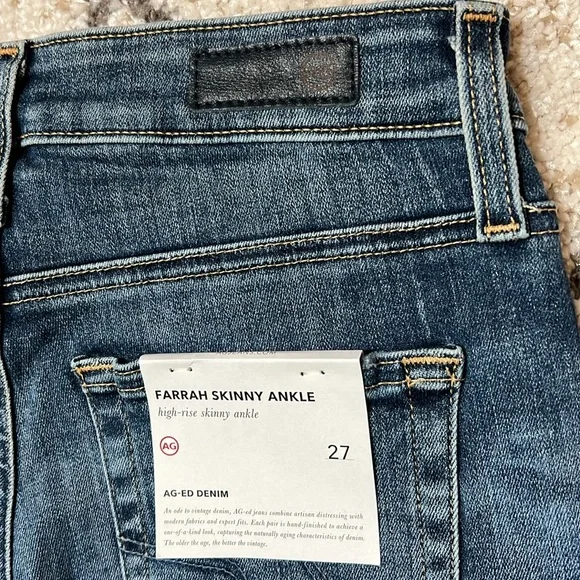 FARRAH SKINNY ANKLE
high-rise skinny ankle
AG
27
AG-ED DENIM
An ode to vintage denim, AG-ed jeans combine artisan distressing with
modern fabrics and expert fits. Each pair is hand-finished to achieve a
one-of-a-kind look, capturing the naturally aging characteristics of denim.
The older the age, the better the vintage.